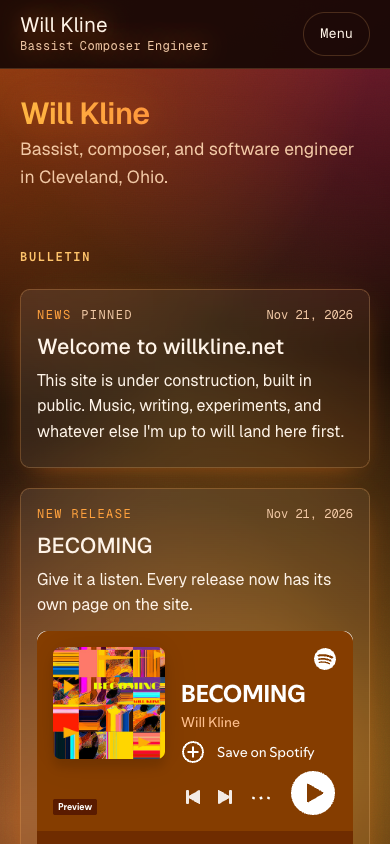 Will Kline
Bassist Composer Engineer
Menu
Will Kline
Bassist, composer, and software engineer
in Cleveland, Ohio.
BULLETIN
NEWS PINNED
Nov 21, 2026
Welcome to willkline.net
This site is under construction, built in
public. Music, writing, experiments, and
whatever else I'm up to will land here first.
NEW RELEASE
Nov 21, 2026
BECOMING
Give it a listen. Every release now has its
own page on the site.
BECOMING
BECOMING
Will Kline
Save on Spotify
Preview